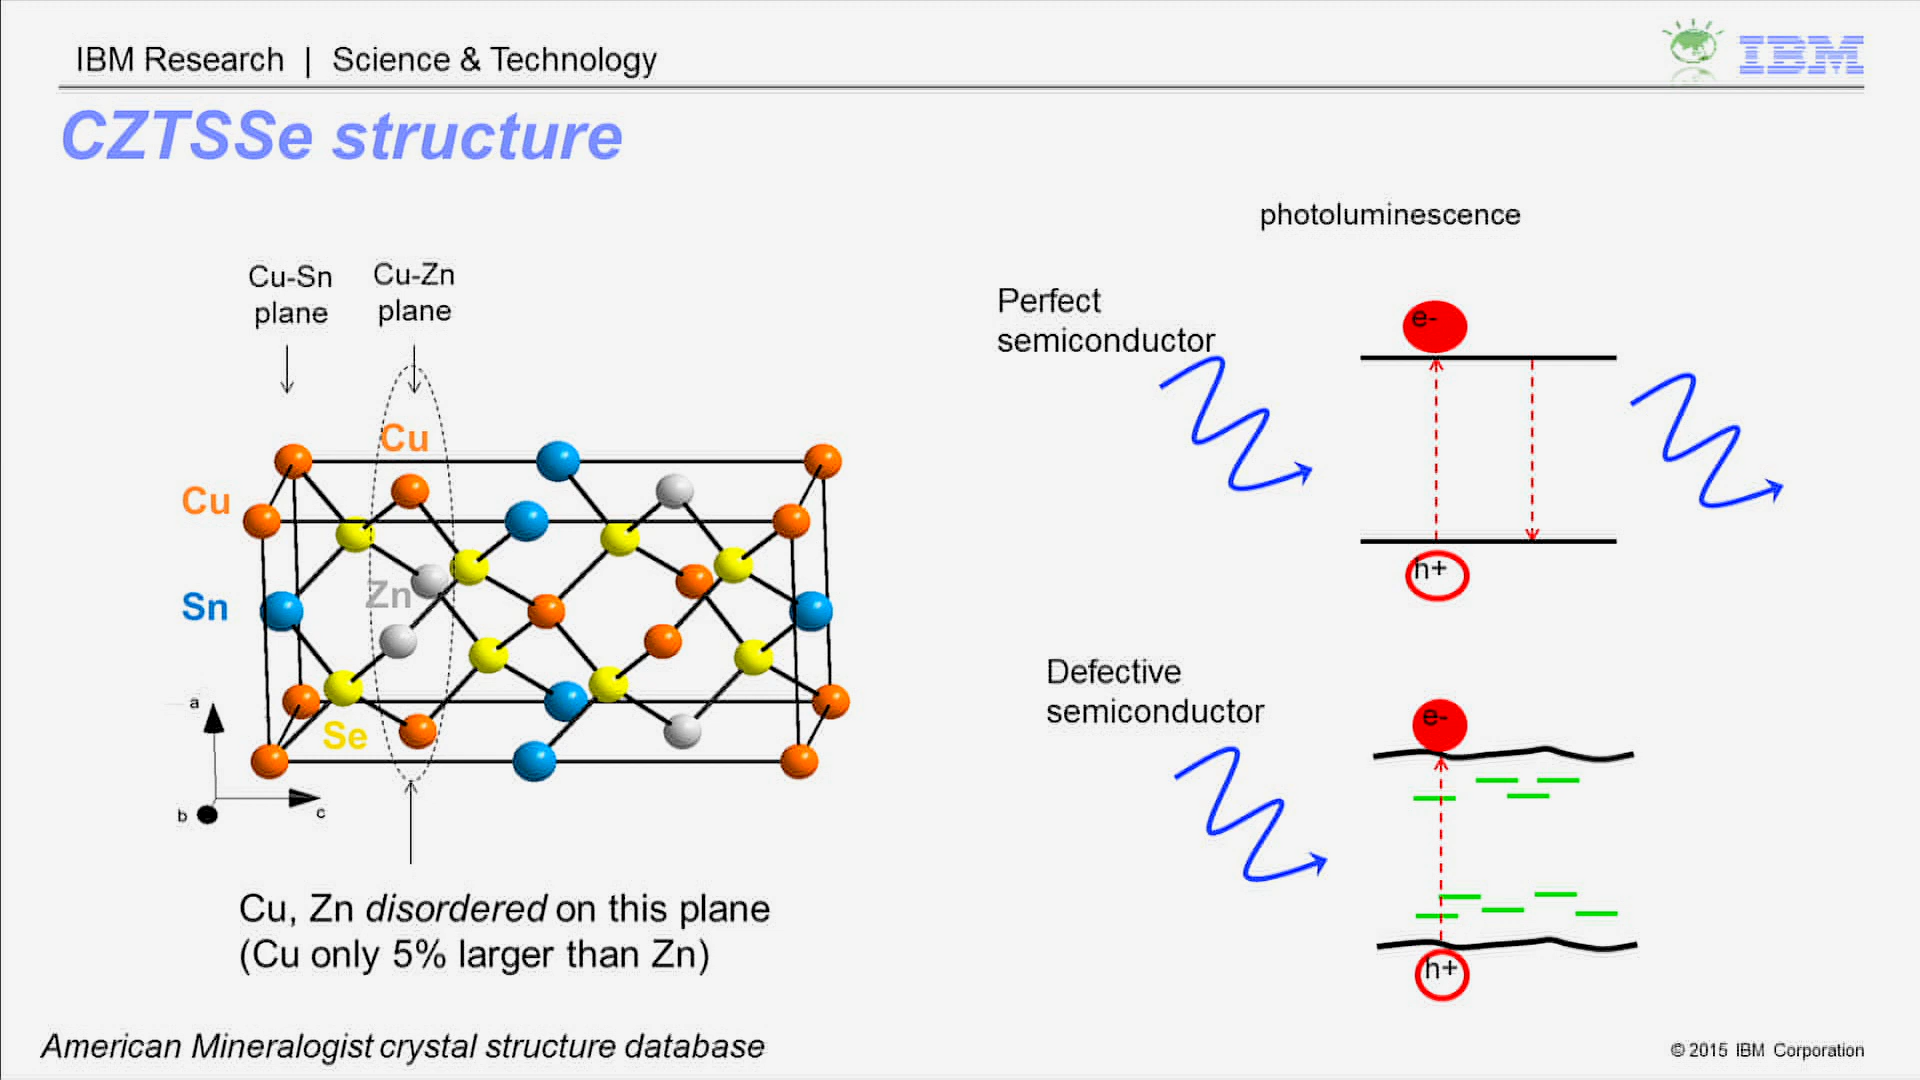 IBM Research | Science & Technology
IBM
CZTSSe structure
Cu-Sn
plane
Cu-Zn
plane
Cu
Cu
Zn
Sn
Se
a
b
c
Cu, Zn disordered on this plane
(Cu only 5% larger than Zn)
photoluminescence
Perfect
semiconductor
e-
h+
Defective
semiconductor
e-
h+
American Mineralogist crystal structure database
© 2015 IBM Corporation